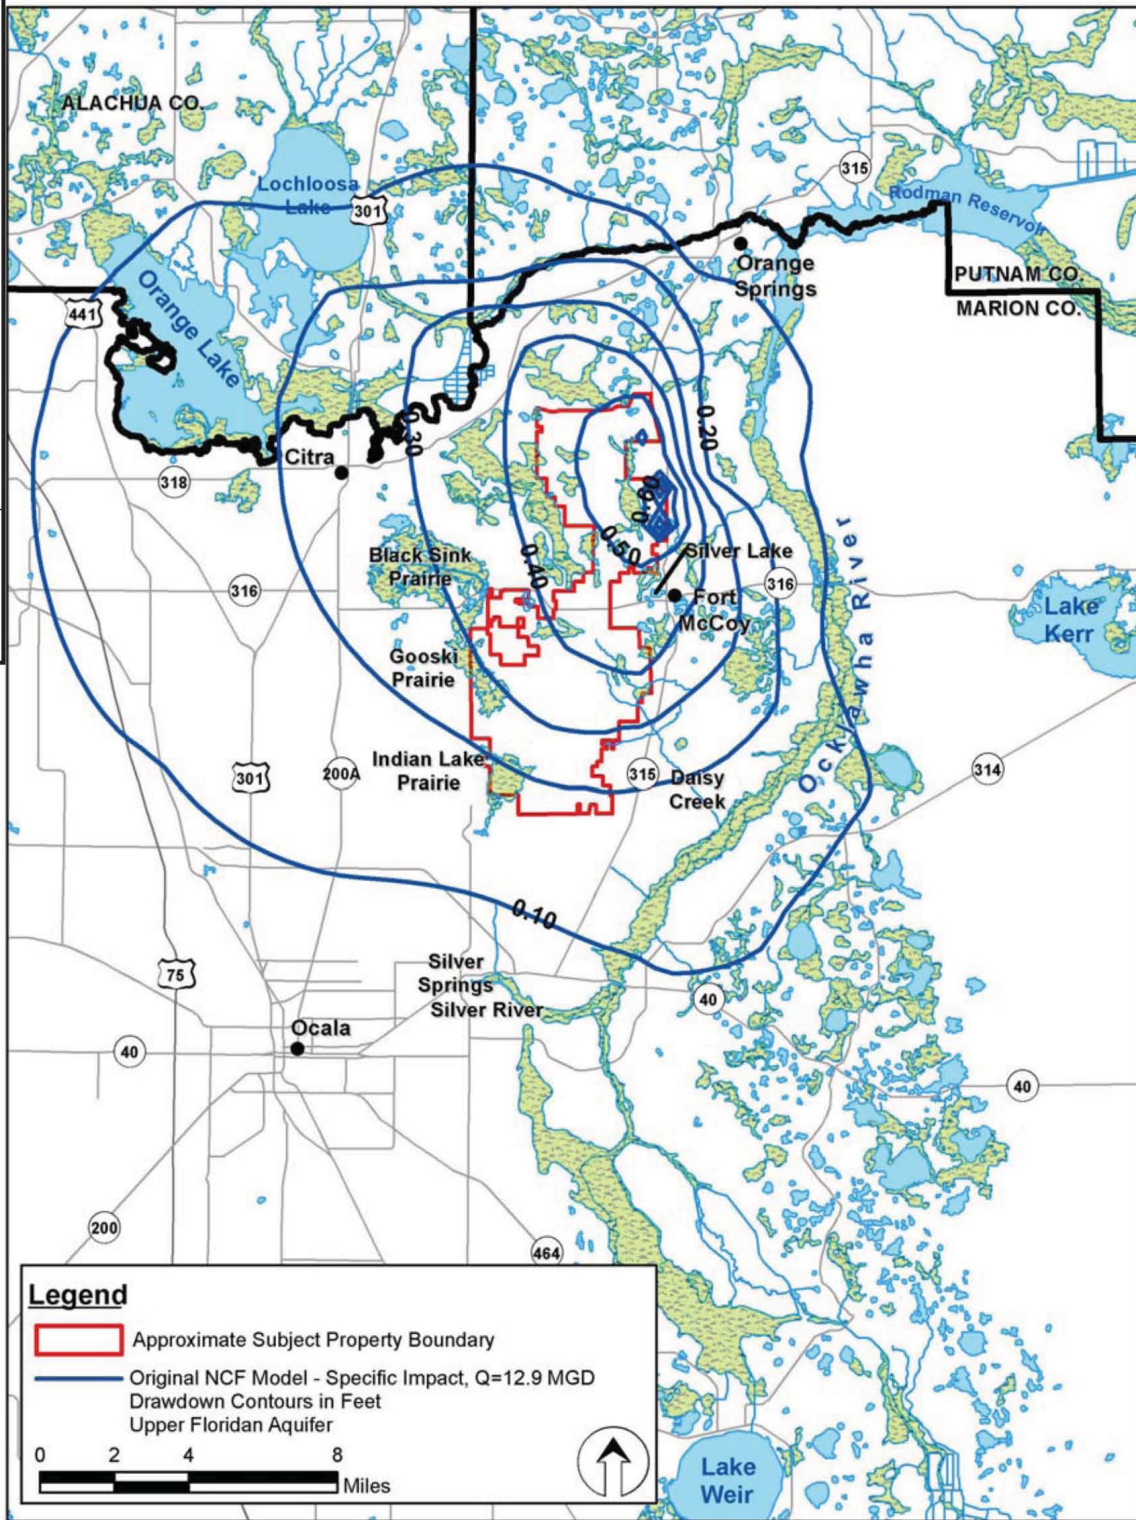 ALACHUA CO.
Lochloosa
Lake
301
315
Rodman Reservoir
Orange
Springs
PUTNAM CO.
MARION CO.
441
Orange Lake
0.20
0.30
Citra
318
0.60
0.50
Silver Lake
Black Sink
Prairie
0.40
316
316
Fort
McCoy
Lake
Kerr
Ocklawaha River
Gooski
Prairie
Indian Lake
Prairie
301
200A
315
Daisy
Creek
314
0.10
Silver
Springs
75
Silver River
40
Ocala
40
40
200
464
Legend
Approximate Subject Property Boundary
Original NCF Model - Specific Impact, Q=12.9 MGD
Drawdown Contours in Feet
Upper Floridan Aquifer
0 2 4 8
Miles
Lake
Weir